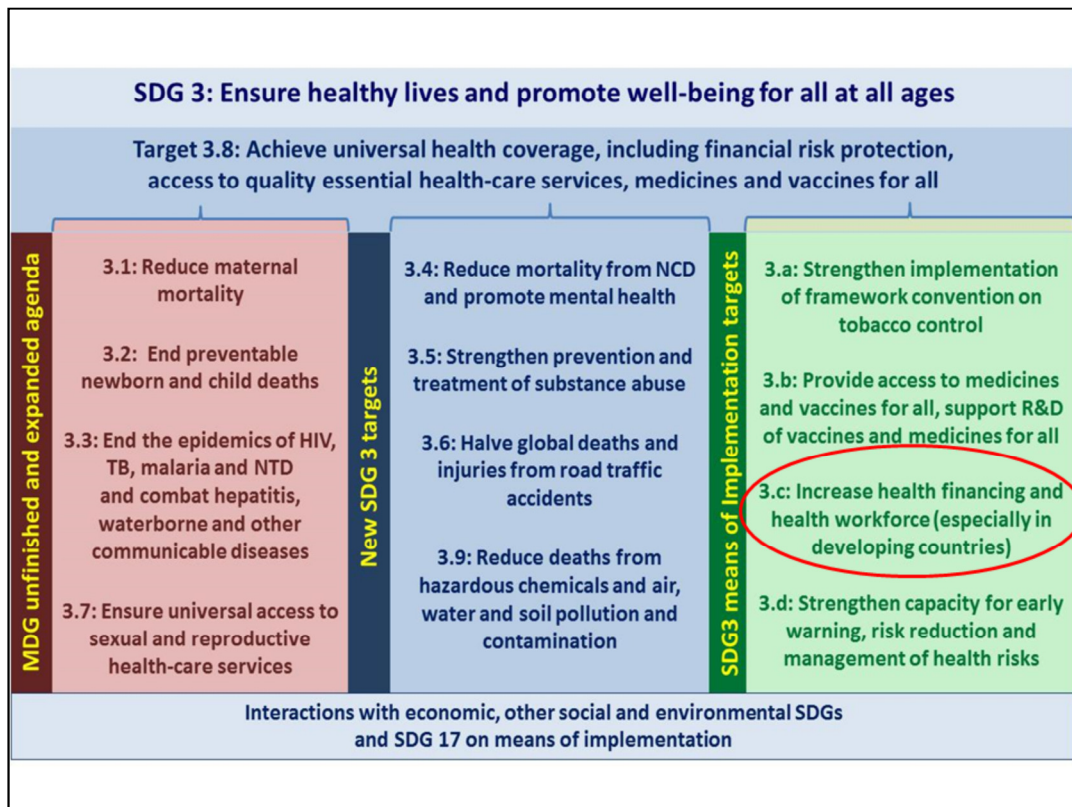 SDG 3: Ensure healthy lives and promote well-being for all at all ages
Target 3.8: Achieve universal health coverage, including financial risk protection,
access to quality essential health-care services, medicines and vaccines for all
MDG unfinished and expanded agenda
3.1: Reduce maternal
mortality
3.2: End preventable
newborn and child deaths
3.3: End the epidemics of HIV,
TB, malaria and NTD
and combat hepatitis,
waterborne and other
communicable diseases
3.7: Ensure universal access to
sexual and reproductive
health-care services
New SDG 3 targets
3.4: Reduce mortality from NCD
and promote mental health
3.5: Strengthen prevention and
treatment of substance abuse
3.6: Halve global deaths and
injuries from road traffic
accidents
3.9: Reduce deaths from
hazardous chemicals and air,
water and soil pollution and
contamination
SDG3 means of Implementation targets
3.a: Strengthen implementation
of framework convention on
tobacco control
3.b: Provide access to medicines
and vaccines for all, support R&D
of vaccines and medicines for all
3.c: Increase health financing and
health workforce (especially in
developing countries)
3.d: Strengthen capacity for early
warning, risk reduction and
management of health risks
Interactions with economic, other social and environmental SDGs
and SDG 17 on means of implementation